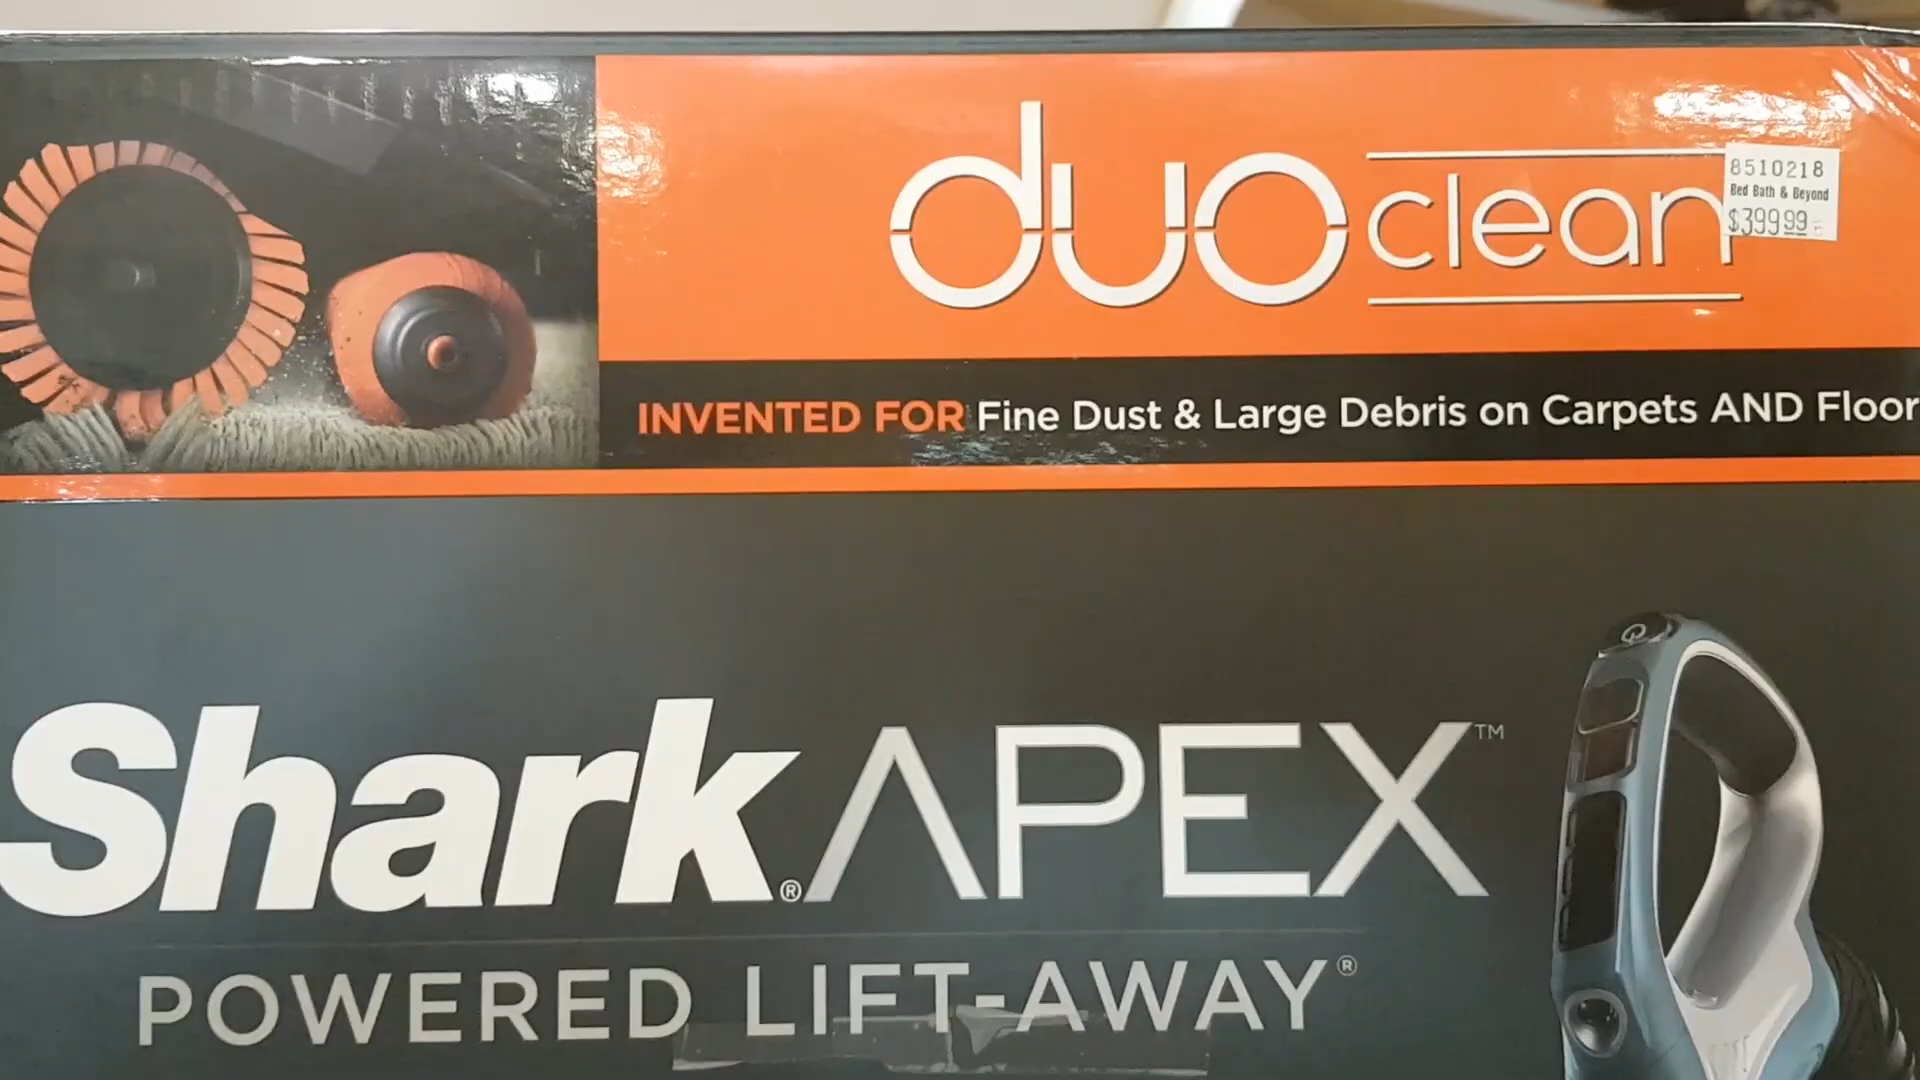 duo clean
8510218
Bed Bath & Beyond
$399.99
INVENTED FOR Fine Dust & Large Debris on Carpets AND Floor
Shark® APEX™
POWERED LIFT-AWAY®